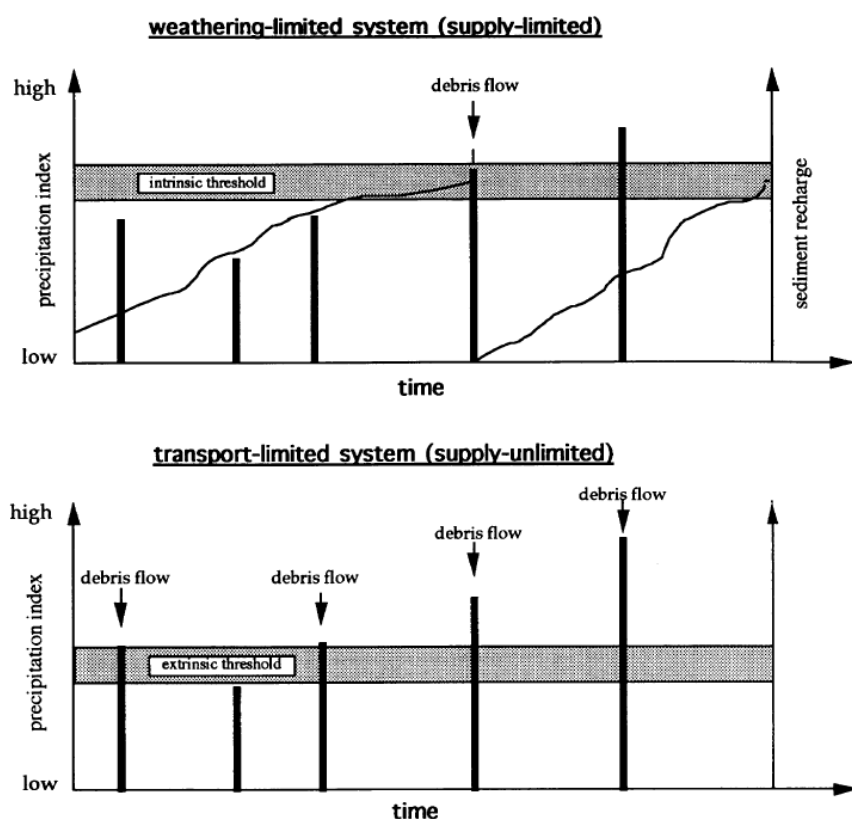 weathering-limited system (supply-limited)
high
debris flow
intrinsic threshold
precipitation index
sediment recharge
low
time
transport-limited system (supply-unlimited)
high
debris flow
debris flow
debris flow
debris flow
extrinsic threshold
precipitation index
low
time